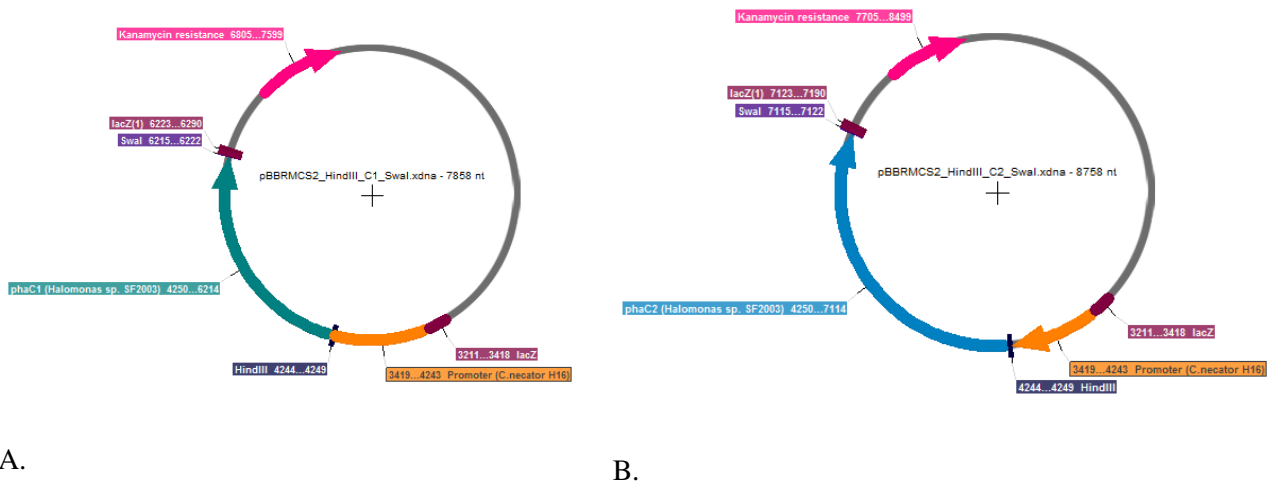 Kanamycin resistance 6805...7599
lacZ(1) 6223...6290
SwaI 6215...6222
pBBRMCS2_HindIII_C1_SwaI.xdna - 7858 nt
phaC1 (Halomonas sp. SF2003) 4250...6214
3211...3418 lacZ
HindIII 4244...4249
3419...4243 Promoter (C.necator H16)
A.
Kanamycin resistance 7705...8499
lacZ(1) 7123...7190
SwaI 7115...7122
pBBRMCS2_HindIII_C2_SwaI.xdna - 8758 nt
phaC2 (Halomonas sp. SF2003) 4250...7114
3211...3418 lacZ
3419...4243 Promoter (C.necator H16)
4244...4249 HindIII
B.